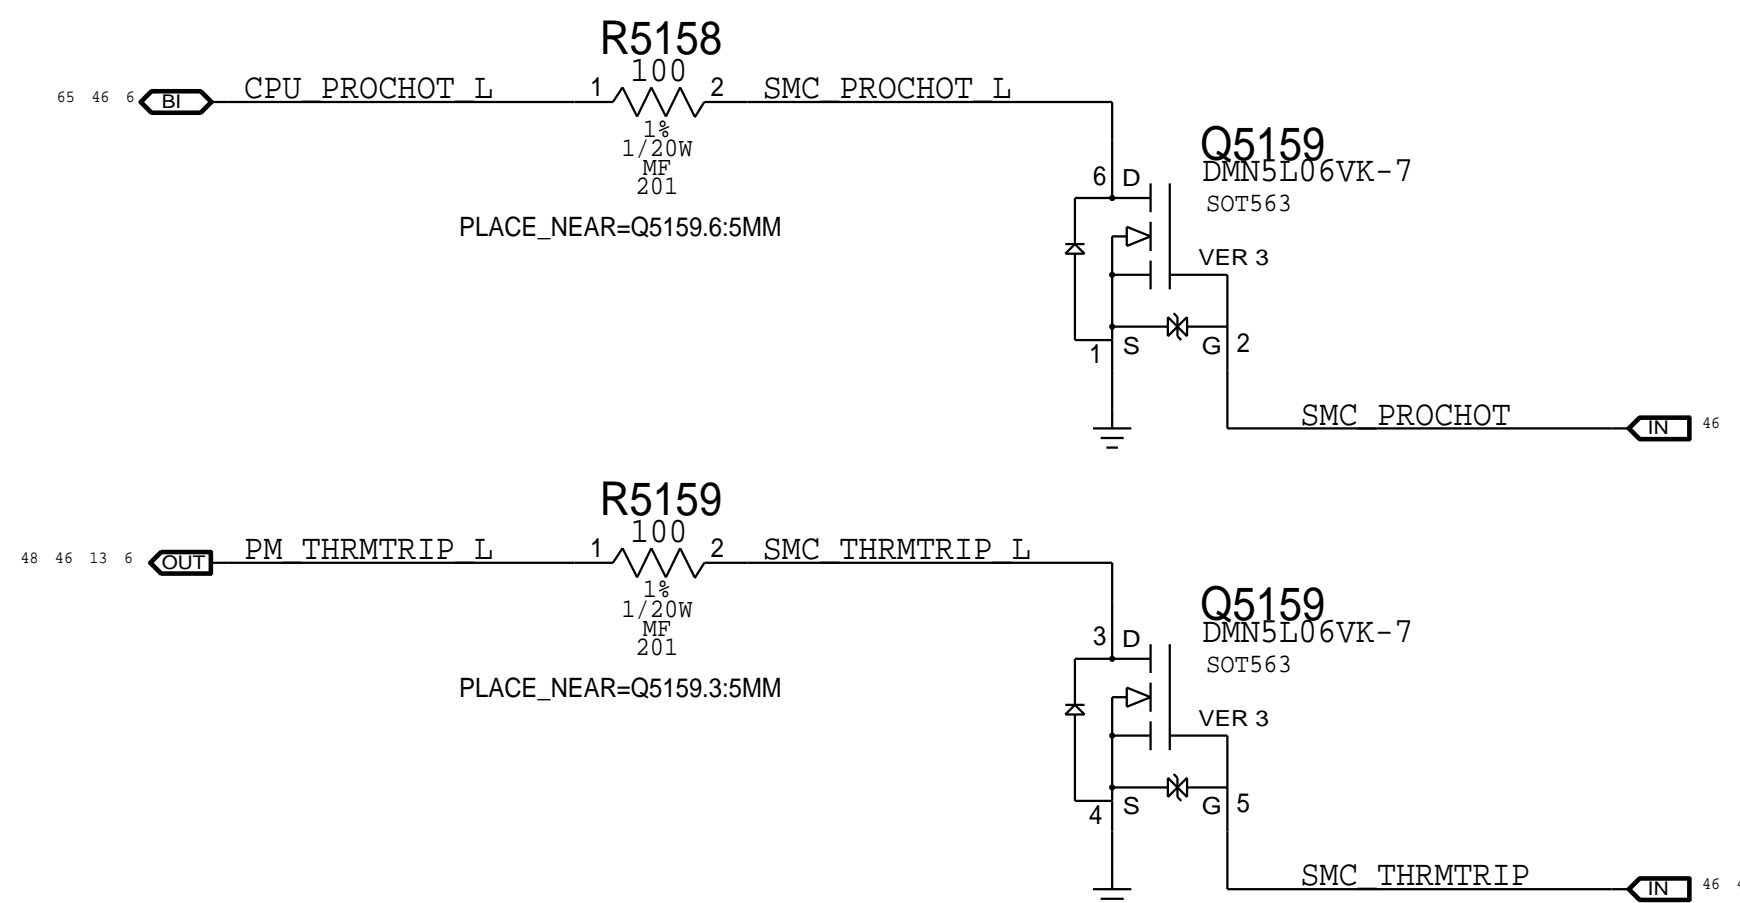 R5158
100
65 46 6 BI CPU_PROCHOT_L 1 2 SMC_PROCHOT_L
1%
1/20W
MF
201
PLACE_NEAR=Q5159.6:5MM
Q5159
DMN5L06VK-7
SOT563
6 D
VER 3
1 S G 2
SMC_PROCHOT IN 46
R5159
100
48 46 13 6 OUT PM_THRMTRIP_L 1 2 SMC_THRMTRIP_L
1%
1/20W
MF
201
PLACE_NEAR=Q5159.3:5MM
Q5159
DMN5L06VK-7
SOT563
3 D
VER 3
4 S G 5
SMC_THRMTRIP IN 46